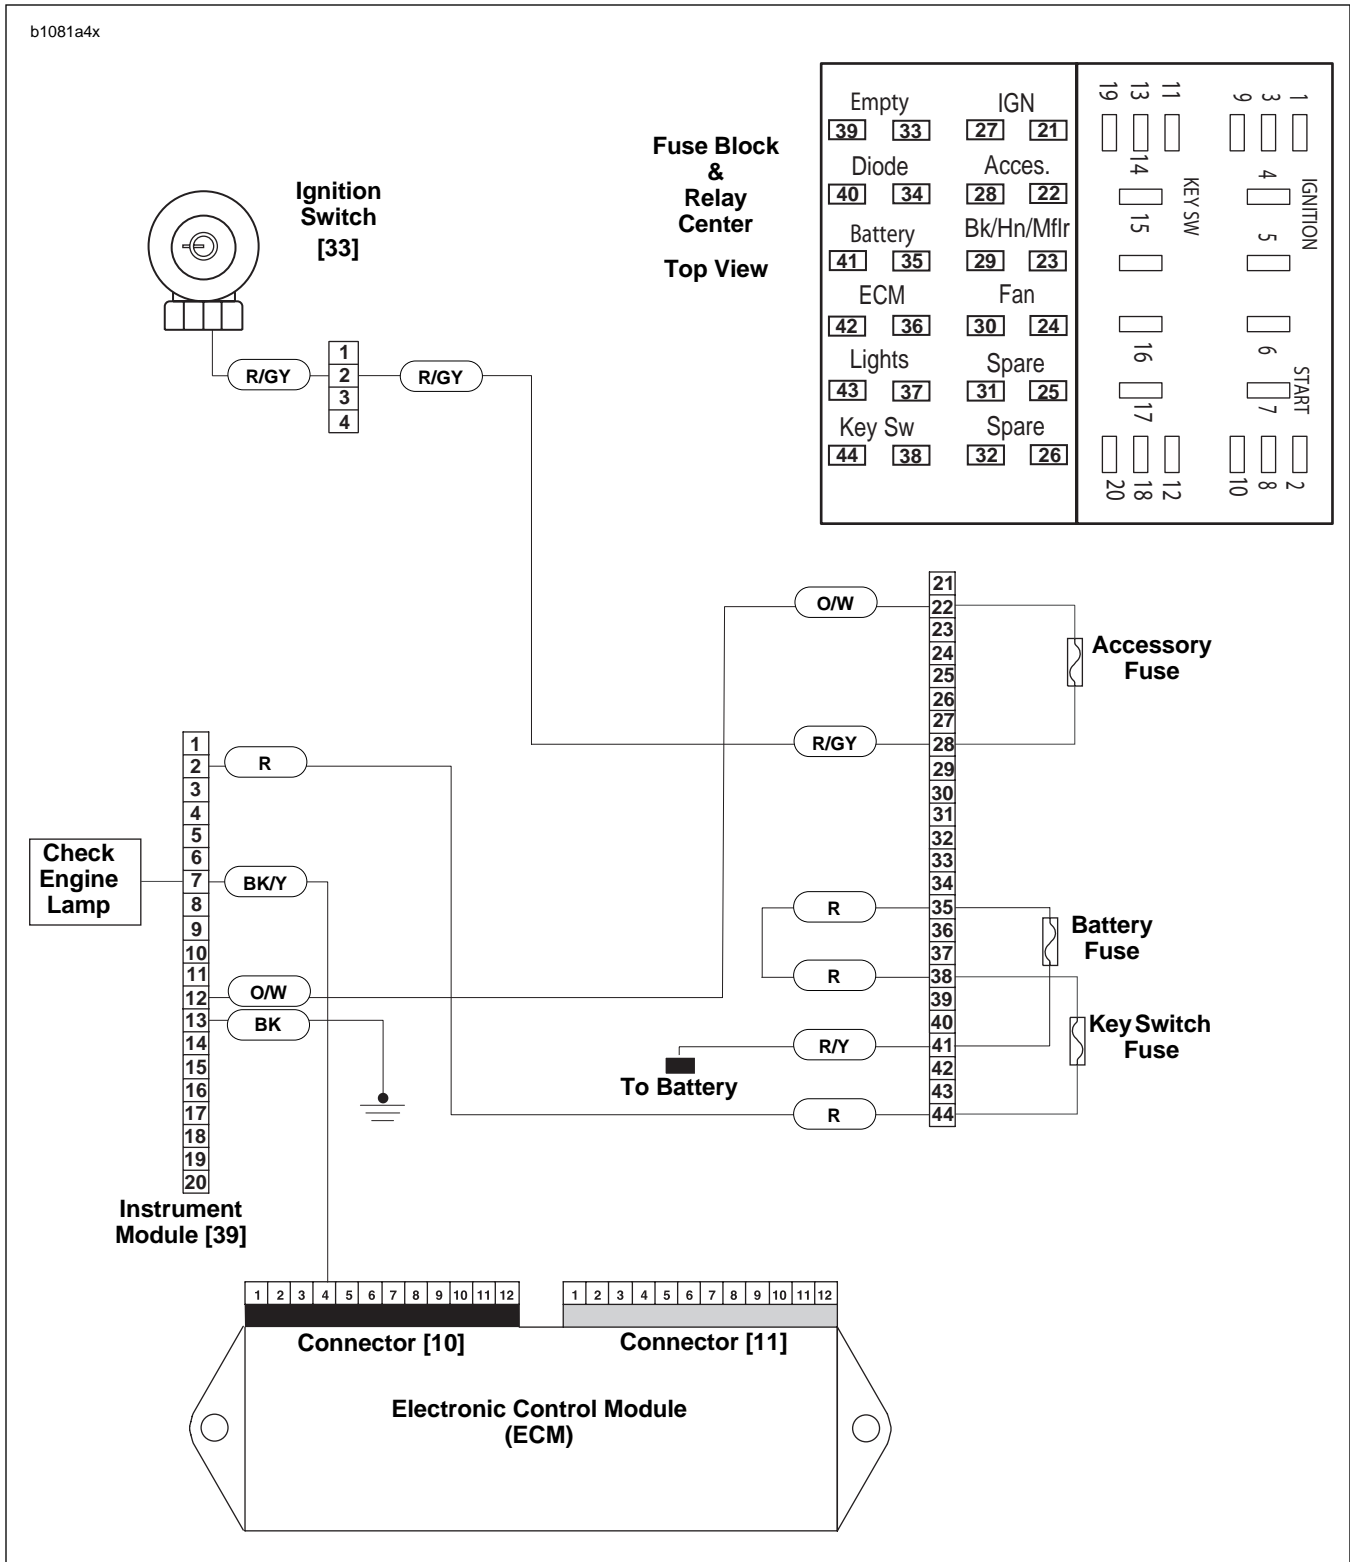 b1081a4x
Ignition
Switch
[33]
R/GY
1
2
3
4
R/GY
Fuse Block
&
Relay
Center
Top View
Empty
39 33
IGN
27 21
Diode
40 34
Acces.
28 22
Battery
41 35
Bk/Hn/Mflr
29 23
ECM
42 36
Fan
30 24
Lights
43 37
Spare
31 25
Key Sw
44 38
Spare
32 26
19 13 11
14
KEY SW
15
16
17
20 18 12
9 3 1
4
IGNITION
5
6
START
7
10 8 2
O/W
R/GY
R
R
R/Y
To Battery
R
21
22
23
24
25
26
27
28
29
30
31
32
33
34
35
36
37
38
39
40
41
42
43
44
Accessory
Fuse
Battery
Fuse
Key Switch
Fuse
Check
Engine
Lamp
1
2
3
4
5
6
7
8
9
10
11
12
13
14
15
16
17
18
19
20
R
BK/Y
O/W
BK
Instrument
Module [39]
1 2 3 4 5 6 7 8 9 10 11 12
Connector [10]
1 2 3 4 5 6 7 8 9 10 11 12
Connector [11]
Electronic Control Module
(ECM)